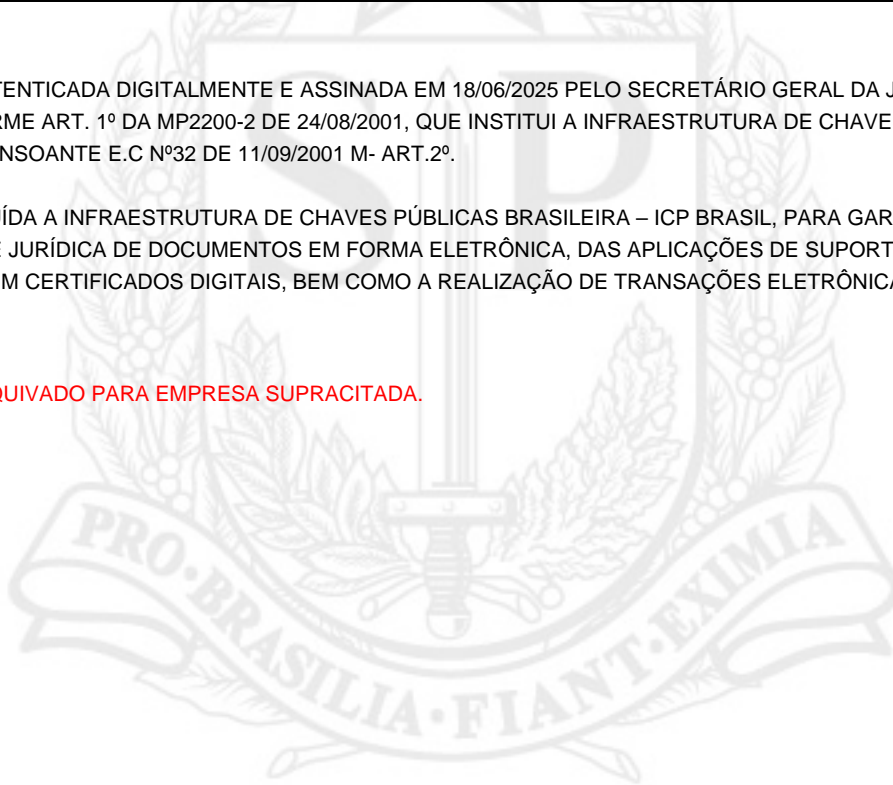 TENTICADA DIGITALMENTE E ASSINADA EM 18/06/2025 PELO SECRETÁRIO GERAL DA J
RME ART. 1º DA MP2200-2 DE 24/08/2001, QUE INSTITUI A INFRAESTRUTURA DE CHAVE
NSOANTE E.C Nº32 DE 11/09/2001 M- ART.2º.
ÍDA A INFRAESTRUTURA DE CHAVES PÚBLICAS BRASILEIRA – ICP BRASIL, PARA GAR
E JURÍDICA DE DOCUMENTOS EM FORMA ELETRÔNICA, DAS APLICAÇÕES DE SUPORT
M CERTIFICADOS DIGITAIS, BEM COMO A REALIZAÇÃO DE TRANSAÇÕES ELETRÔNICA
QUIVADO PARA EMPRESA SUPRACITADA.
SP
PRO·BRASILIA·FIANT·EXIMIA